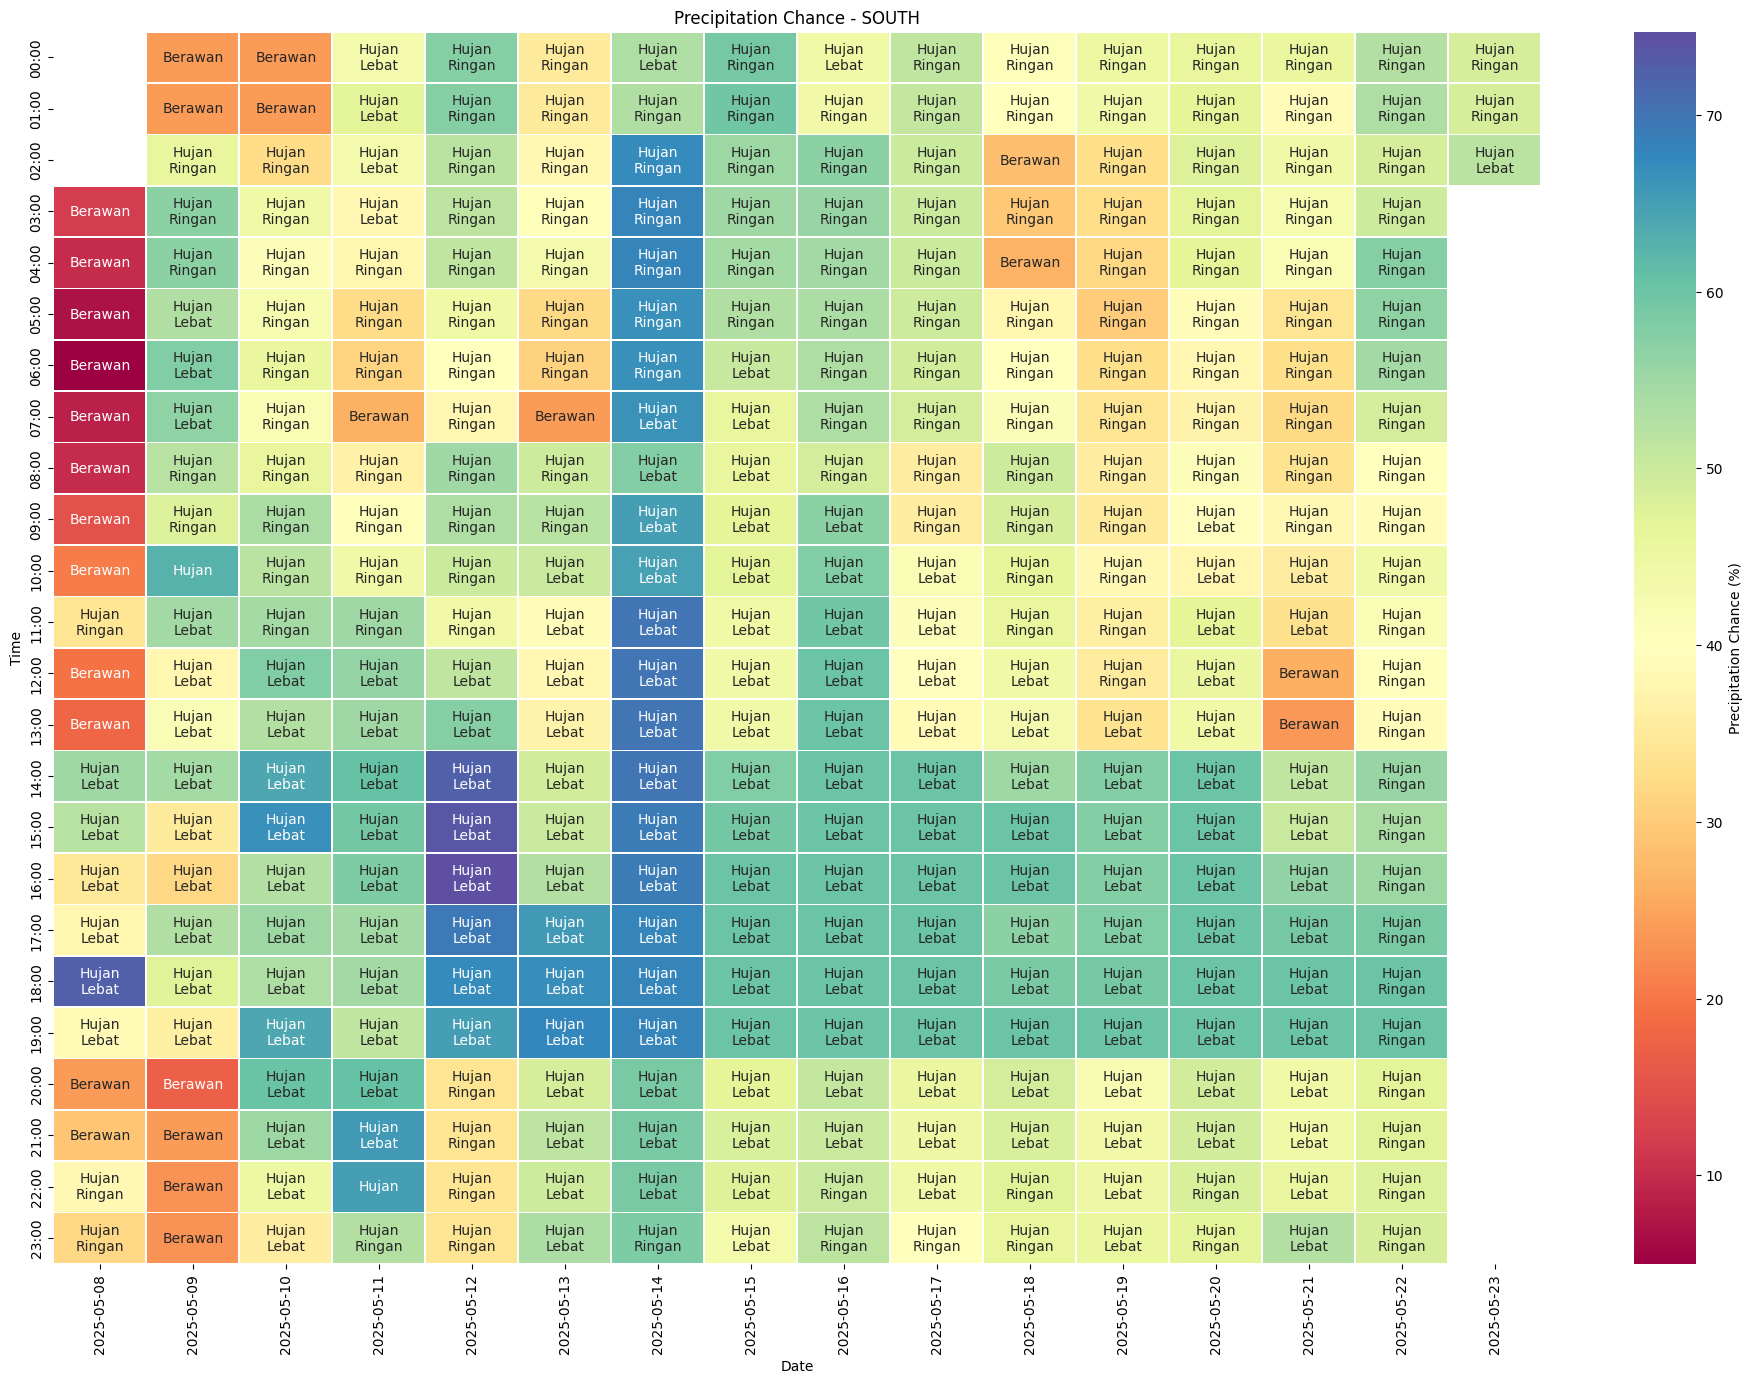 Precipitation Chance - SOUTH
00:00 Berawan Berawan Hujan Lebat Hujan Ringan Hujan Ringan Hujan Lebat Hujan Ringan Hujan Lebat Hujan Ringan Hujan Ringan Hujan Ringan Hujan Ringan Hujan Ringan Hujan Ringan Hujan Ringan
01:00 Berawan Berawan Hujan Lebat Hujan Ringan Hujan Ringan Hujan Ringan Hujan Ringan Hujan Ringan Hujan Ringan Hujan Ringan Hujan Ringan Hujan Ringan Hujan Ringan Hujan Ringan Hujan Ringan
02:00 Hujan Ringan Hujan Ringan Hujan Lebat Hujan Ringan Hujan Ringan Hujan Ringan Hujan Ringan Hujan Ringan Hujan Ringan Berawan Hujan Ringan Hujan Ringan Hujan Ringan Hujan Ringan Hujan Lebat
03:00 Berawan Hujan Ringan Hujan Ringan Hujan Lebat Hujan Ringan Hujan Ringan Hujan Ringan Hujan Ringan Hujan Ringan Hujan Ringan Hujan Ringan Hujan Ringan Hujan Ringan Hujan Ringan Hujan Ringan
04:00 Berawan Hujan Ringan Hujan Ringan Hujan Ringan Hujan Ringan Hujan Ringan Hujan Ringan Hujan Ringan Hujan Ringan Hujan Ringan Berawan Hujan Ringan Hujan Ringan Hujan Ringan Hujan Ringan
05:00 Berawan Hujan Lebat Hujan Ringan Hujan Ringan Hujan Ringan Hujan Ringan Hujan Ringan Hujan Ringan Hujan Ringan Hujan Ringan Hujan Ringan Hujan Ringan Hujan Ringan Hujan Ringan Hujan Ringan
06:00 Berawan Hujan Lebat Hujan Ringan Hujan Ringan Hujan Ringan Hujan Ringan Hujan Ringan Hujan Lebat Hujan Ringan Hujan Ringan Hujan Ringan Hujan Ringan Hujan Ringan Hujan Ringan Hujan Ringan
07:00 Berawan Hujan Lebat Hujan Ringan Berawan Hujan Ringan Berawan Hujan Lebat Hujan Lebat Hujan Ringan Hujan Ringan Hujan Ringan Hujan Ringan Hujan Ringan Hujan Ringan Hujan Ringan
08:00 Berawan Hujan Ringan Hujan Ringan Hujan Ringan Hujan Ringan Hujan Ringan Hujan Lebat Hujan Lebat Hujan Ringan Hujan Ringan Hujan Ringan Hujan Ringan Hujan Ringan Hujan Ringan Hujan Ringan
09:00 Berawan Hujan Ringan Hujan Ringan Hujan Ringan Hujan Ringan Hujan Ringan Hujan Lebat Hujan Lebat Hujan Lebat Hujan Ringan Hujan Ringan Hujan Ringan Hujan Lebat Hujan Ringan Hujan Ringan
10:00 Berawan Hujan Hujan Ringan Hujan Ringan Hujan Ringan Hujan Lebat Hujan Lebat Hujan Lebat Hujan Lebat Hujan Lebat Hujan Ringan Hujan Ringan Hujan Lebat Hujan Lebat Hujan Ringan
11:00 Hujan Ringan Hujan Lebat Hujan Ringan Hujan Ringan Hujan Ringan Hujan Lebat Hujan Lebat Hujan Lebat Hujan Lebat Hujan Lebat Hujan Ringan Hujan Ringan Hujan Lebat Hujan Lebat Hujan Ringan
12:00 Berawan Hujan Lebat Hujan Lebat Hujan Lebat Hujan Lebat Hujan Lebat Hujan Lebat Hujan Lebat Hujan Lebat Hujan Lebat Hujan Lebat Hujan Ringan Hujan Lebat Berawan Hujan Ringan
13:00 Berawan Hujan Lebat Hujan Lebat Hujan Lebat Hujan Lebat Hujan Lebat Hujan Lebat Hujan Lebat Hujan Lebat Hujan Lebat Hujan Lebat Hujan Lebat Hujan Lebat Berawan Hujan Ringan
14:00 Hujan Lebat Hujan Lebat Hujan Lebat Hujan Lebat Hujan Lebat Hujan Lebat Hujan Lebat Hujan Lebat Hujan Lebat Hujan Lebat Hujan Lebat Hujan Lebat Hujan Lebat Hujan Lebat Hujan Ringan
15:00 Hujan Lebat Hujan Lebat Hujan Lebat Hujan Lebat Hujan Lebat Hujan Lebat Hujan Lebat Hujan Lebat Hujan Lebat Hujan Lebat Hujan Lebat Hujan Lebat Hujan Lebat Hujan Lebat Hujan Ringan
16:00 Hujan Lebat Hujan Lebat Hujan Lebat Hujan Lebat Hujan Lebat Hujan Lebat Hujan Lebat Hujan Lebat Hujan Lebat Hujan Lebat Hujan Lebat Hujan Lebat Hujan Lebat Hujan Lebat Hujan Ringan
17:00 Hujan Lebat Hujan Lebat Hujan Lebat Hujan Lebat Hujan Lebat Hujan Lebat Hujan Lebat Hujan Lebat Hujan Lebat Hujan Lebat Hujan Lebat Hujan Lebat Hujan Lebat Hujan Lebat Hujan Ringan
18:00 Hujan Lebat Hujan Lebat Hujan Lebat Hujan Lebat Hujan Lebat Hujan Lebat Hujan Lebat Hujan Lebat Hujan Lebat Hujan Lebat Hujan Lebat Hujan Lebat Hujan Lebat Hujan Lebat Hujan Ringan
19:00 Hujan Lebat Hujan Lebat Hujan Lebat Hujan Lebat Hujan Lebat Hujan Lebat Hujan Lebat Hujan Lebat Hujan Lebat Hujan Lebat Hujan Lebat Hujan Lebat Hujan Lebat Hujan Lebat Hujan Ringan
20:00 Berawan Berawan Hujan Lebat Hujan Lebat Hujan Ringan Hujan Lebat Hujan Lebat Hujan Lebat Hujan Lebat Hujan Lebat Hujan Lebat Hujan Lebat Hujan Lebat Hujan Lebat Hujan Ringan
21:00 Berawan Berawan Hujan Lebat Hujan Lebat Hujan Ringan Hujan Lebat Hujan Lebat Hujan Lebat Hujan Lebat Hujan Lebat Hujan Lebat Hujan Lebat Hujan Lebat Hujan Lebat Hujan Ringan
22:00 Hujan Ringan Berawan Hujan Lebat Hujan Hujan Ringan Hujan Lebat Hujan Lebat Hujan Lebat Hujan Ringan Hujan Lebat Hujan Ringan Hujan Lebat Hujan Ringan Hujan Lebat Hujan Ringan
23:00 Hujan Ringan Berawan Hujan Lebat Hujan Ringan Hujan Ringan Hujan Lebat Hujan Ringan Hujan Lebat Hujan Ringan Hujan Ringan Hujan Ringan Hujan Lebat Hujan Ringan Hujan Lebat Hujan Ringan
Time
2025-05-08 2025-05-09 2025-05-10 2025-05-11 2025-05-12 2025-05-13 2025-05-14 2025-05-15 2025-05-16 2025-05-17 2025-05-18 2025-05-19 2025-05-20 2025-05-21 2025-05-22 2025-05-23
Date
70
60
50
40
30
20
10
Precipitation Chance (%)